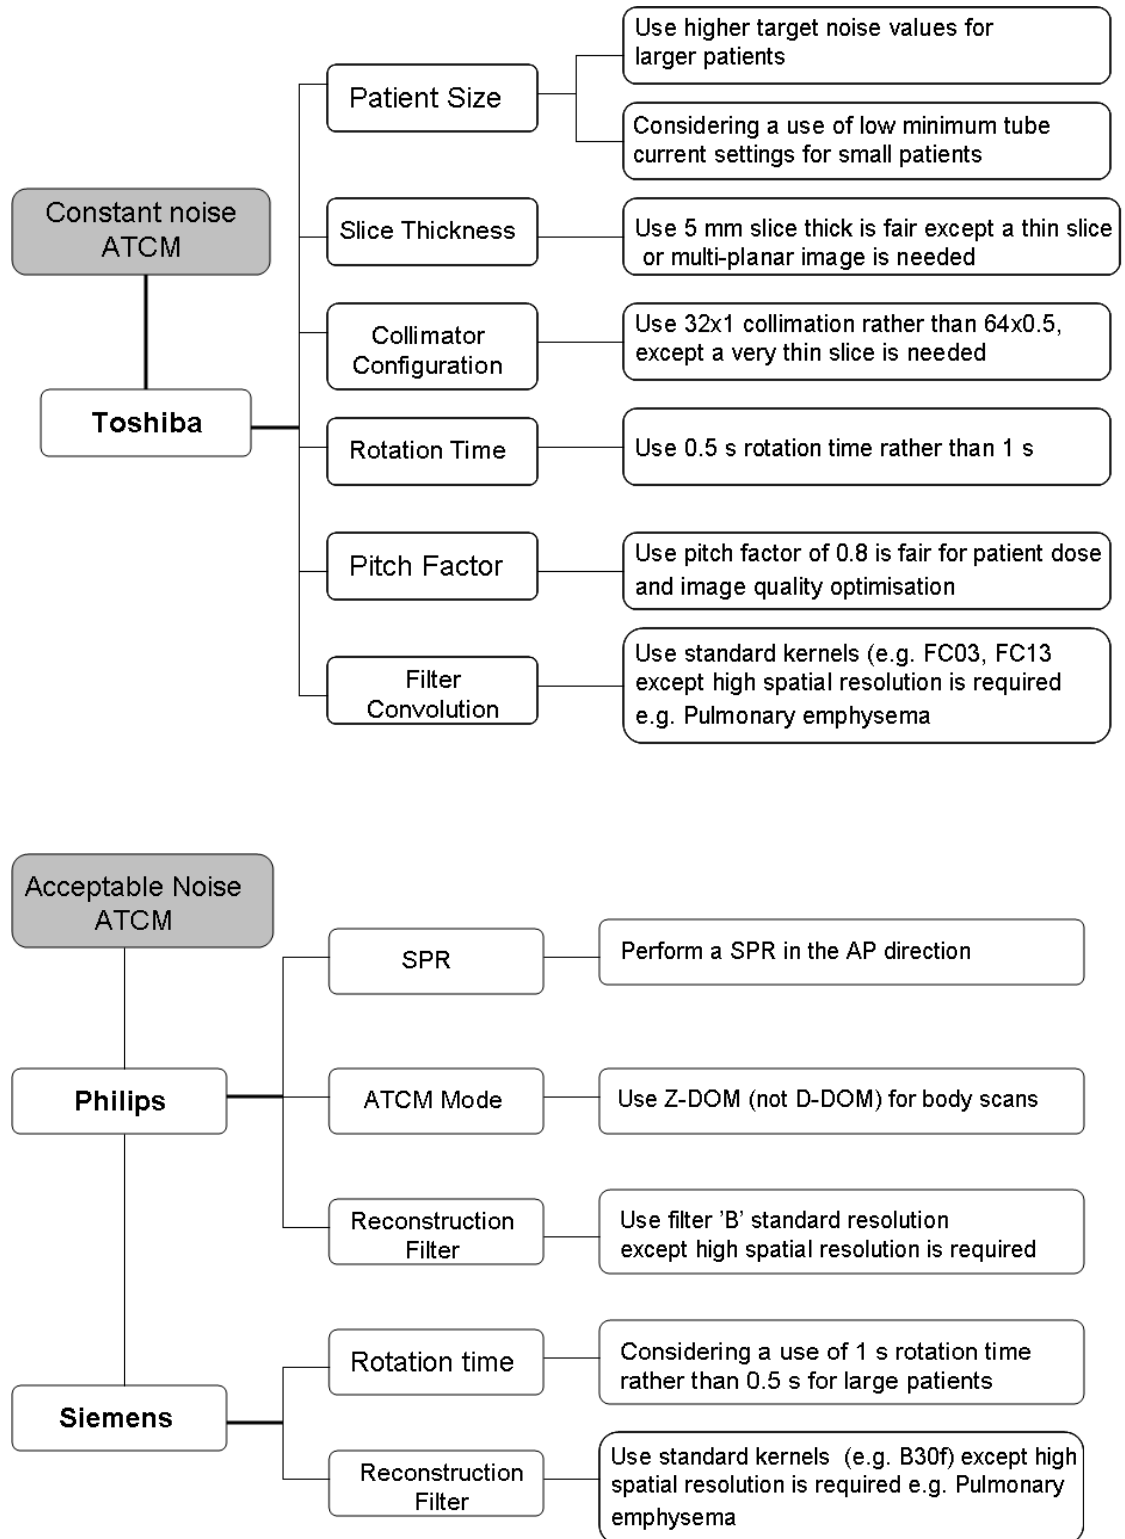 Constant noise
ATCM
Toshiba
Patient Size
Use higher target noise values for
larger patients
Considering a use of low minimum tube
current settings for small patients
Slice Thickness
Use 5 mm slice thick is fair except a thin slice
or multi-planar image is needed
Collimator
Configuration
Use 32x1 collimation rather than 64x0.5,
except a very thin slice is needed
Rotation Time
Use 0.5 s rotation time rather than 1 s
Pitch Factor
Use pitch factor of 0.8 is fair for patient dose
and image quality optimisation
Filter
Convolution
Use standard kernels (e.g. FC03, FC13
except high spatial resolution is required
e.g. Pulmonary emphysema
Acceptable Noise
ATCM
Philips
SPR
Perform a SPR in the AP direction
ATCM Mode
Use Z-DOM (not D-DOM) for body scans
Reconstruction
Filter
Use filter 'B' standard resolution
except high spatial resolution is required
Siemens
Rotation time
Considering a use of 1 s rotation time
rather than 0.5 s for large patients
Reconstruction
Filter
Use standard kernels (e.g. B30f) except high
spatial resolution is required e.g. Pulmonary
emphysema